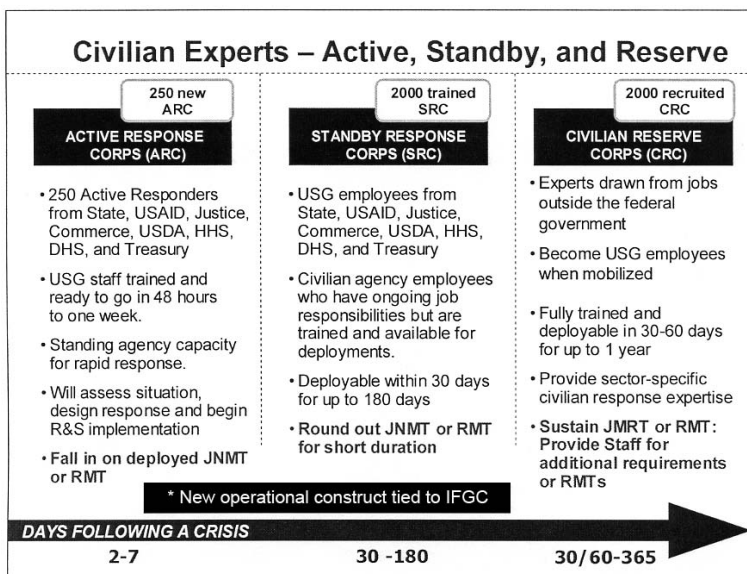 Civilian Experts – Active, Standby, and Reserve
250 new
ARC
ACTIVE RESPONSE
CORPS (ARC)
• 250 Active Responders
from State, USAID, Justice,
Commerce, USDA, HHS,
DHS, and Treasury
• USG staff trained and
ready to go in 48 hours
to one week.
• Standing agency capacity
for rapid response.
• Will assess situation,
design response and begin
R&S implementation
• Fall in on deployed JNMT
or RMT
2000 trained
SRC
STANDBY RESPONSE
CORPS (SRC)
• USG employees from
State, USAID, Justice,
Commerce, USDA, HHS,
DHS, and Treasury
• Civilian agency employees
who have ongoing job
responsibilities but are
trained and available for
deployments.
• Deployable within 30 days
for up to 180 days
• Round out JNMT or RMT
for short duration
2000 recruited
CRC
CIVILIAN RESERVE
CORPS (CRC)
• Experts drawn from jobs
outside the federal
government
• Become USG employees
when mobilized
• Fully trained and
deployable in 30-60 days
for up to 1 year
• Provide sector-specific
civilian response expertise
• Sustain JMRT or RMT:
Provide Staff for
additional requirements
or RMTs
* New operational construct tied to IFGC
DAYS FOLLOWING A CRISIS
2-7
30 -180
30/60-365